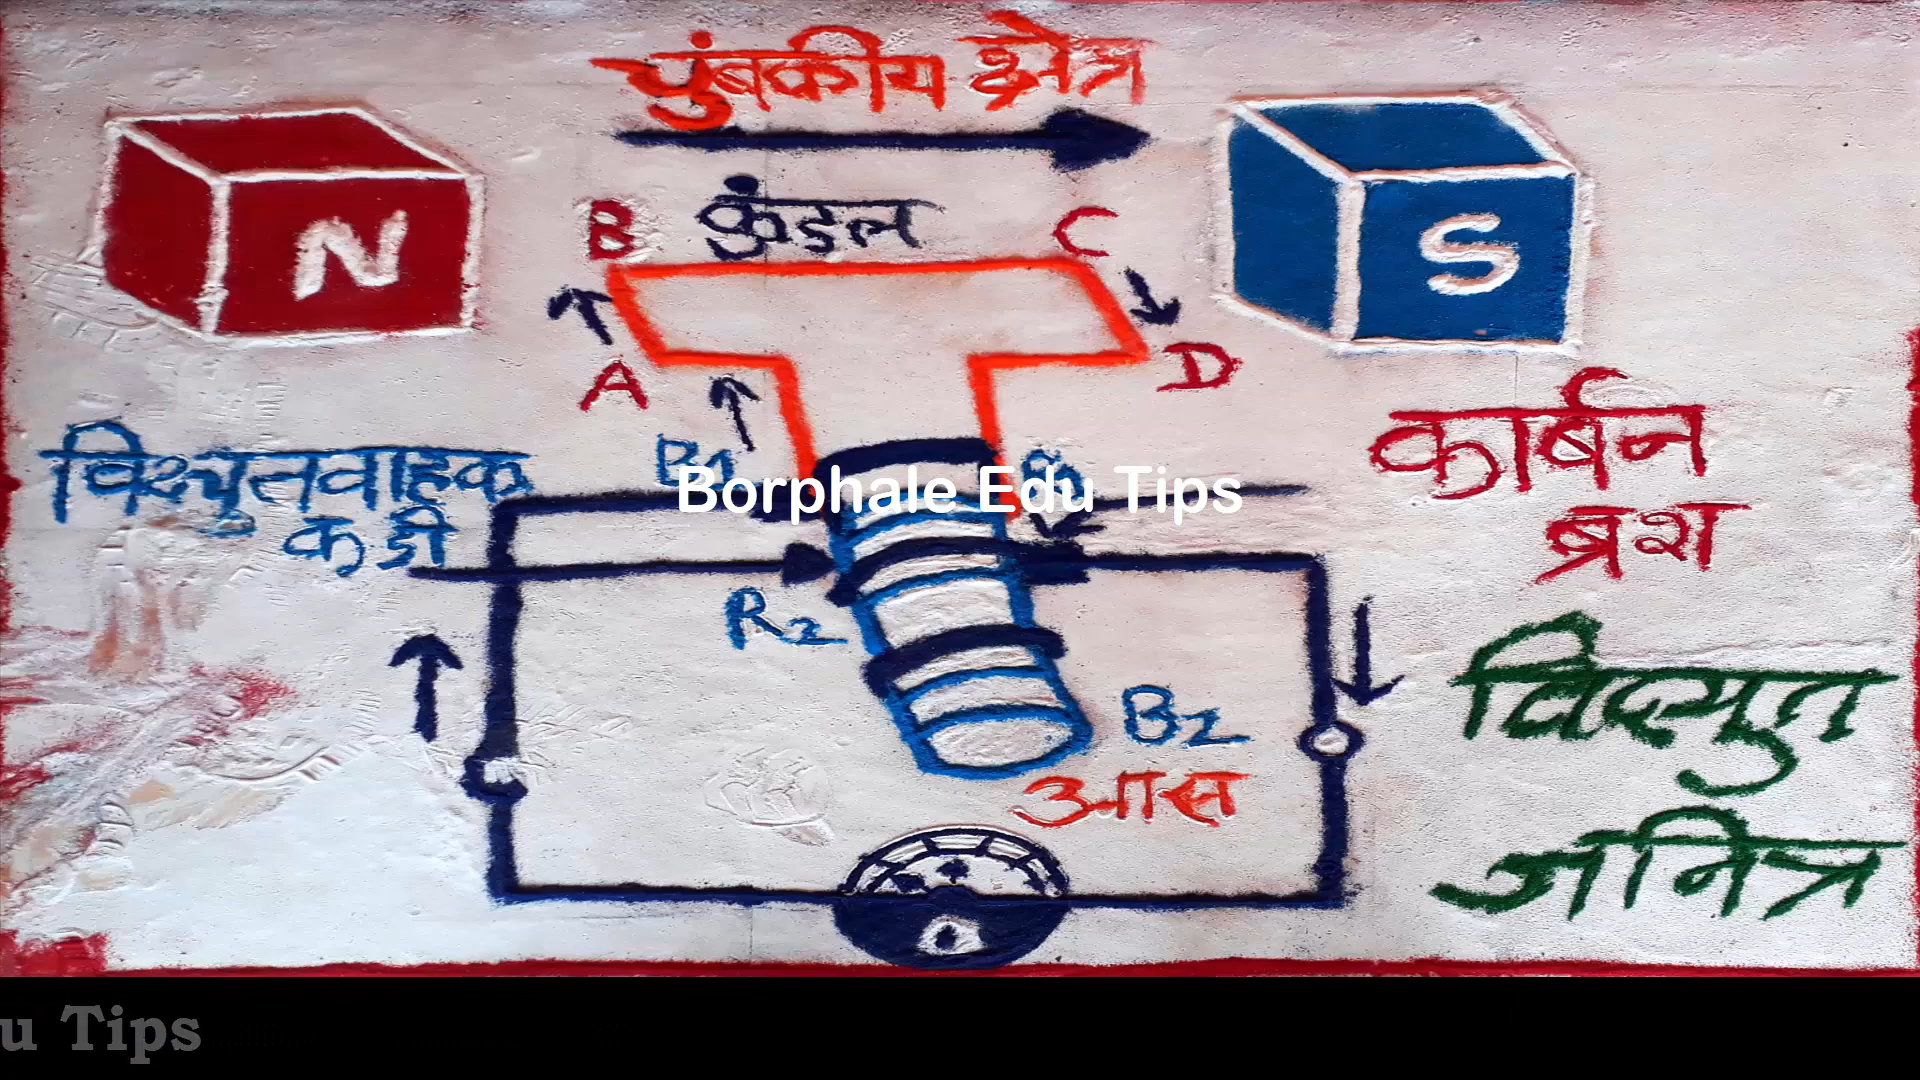 चुंबकीय क्षेत्र
N
S
B कुंडल C
A
D
B1
कार्बन
ब्रश
विद्युतवाहक
कडी
Borphale Edu Tips
R2
B2
आस
विद्युत
जनित्र
u Tips